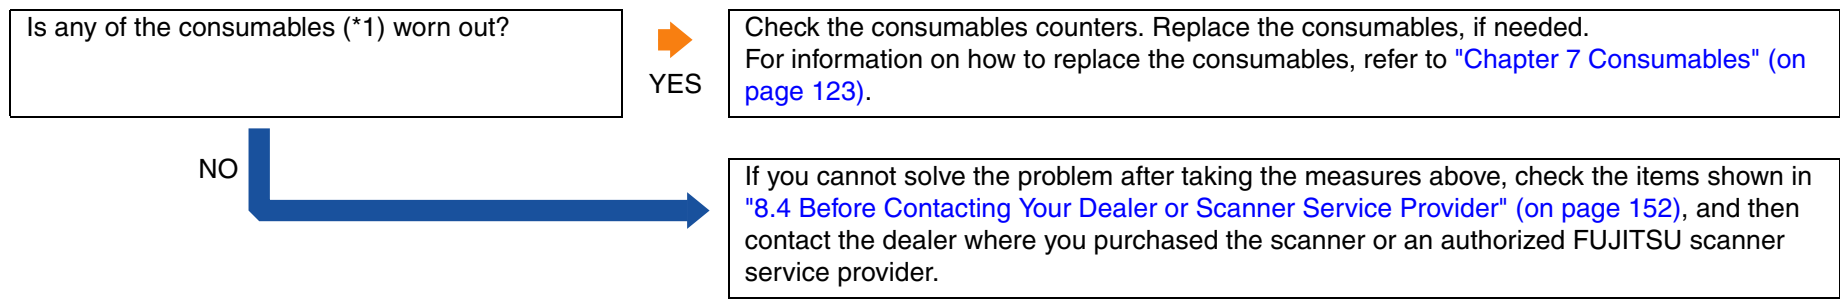 Is any of the consumables (*1) worn out?
YES
Check the consumables counters. Replace the consumables, if needed.
For information on how to replace the consumables, refer to "Chapter 7 Consumables" (on
page 123).
NO
If you cannot solve the problem after taking the measures above, check the items shown in
"8.4 Before Contacting Your Dealer or Scanner Service Provider" (on page 152), and then
contact the dealer where you purchased the scanner or an authorized FUJITSU scanner
service provider.